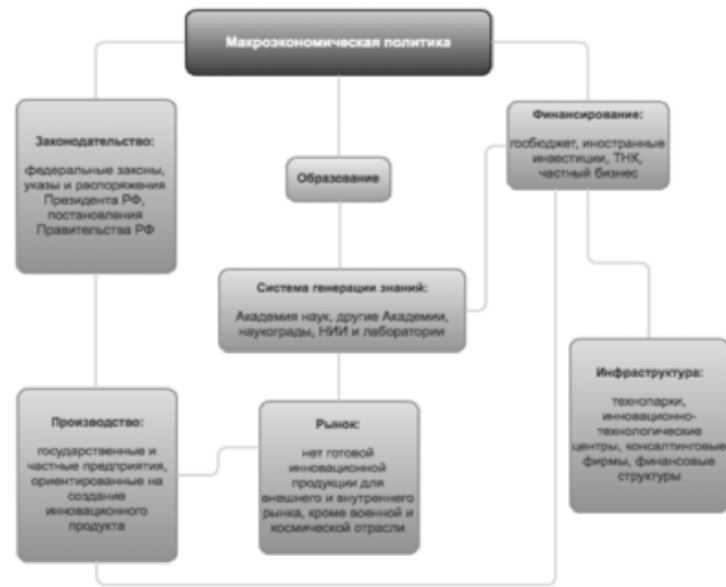 Макроэкономическая политика
Законодательство:
федеральные законы,
указы и распоряжения
Президента РФ,
постановления
Правительства РФ
Образование
Финансирование:
госбюджет, иностранные
инвестиции, ТНК,
частный бизнес
Система генерации знаний:
Академия наук, другие Академии,
наукограды, НИИ и лаборатории
Производство:
государственные и
частные предприятия,
ориентированные на
создание
инновационного
продукта
Рынок:
нет готовой
инновационной
продукции для
внешнего и внутреннего
рынка, кроме военной и
космической отрасли
Инфраструктура:
технопарки,
инновационно-
технологические
центры, консалтинговые
фирмы, финансовые
структуры